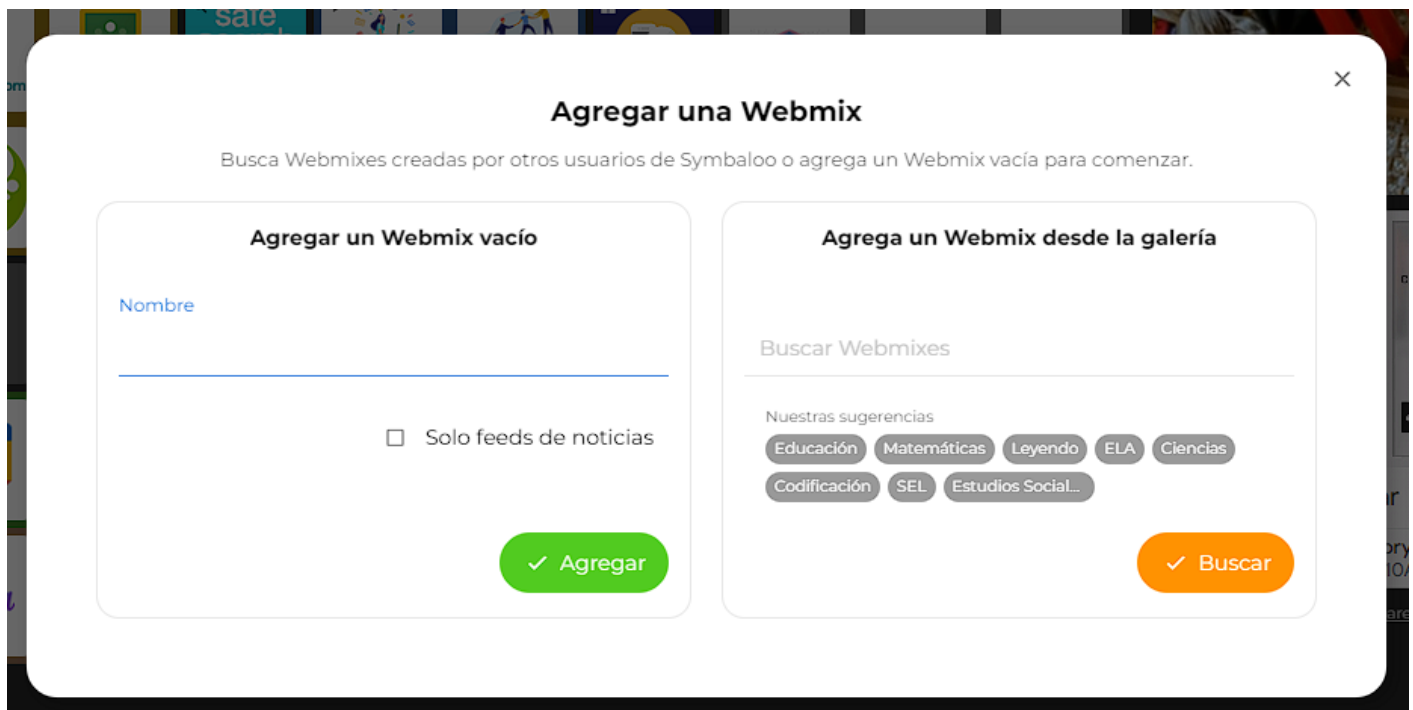 safe
Agregar una Webmix
Busca Webmixes creadas por otros usuarios de Symbaloo o agrega un Webmix vacía para comenzar.
Agregar un Webmix vacío
Nombre
Solo feeds de noticias
Agregar
Agrega un Webmix desde la galería
Buscar Webmixes
Nuestras sugerencias
Educación Matemáticas Leyendo ELA Ciencias
Codificación SEL Estudios Social...
Buscar